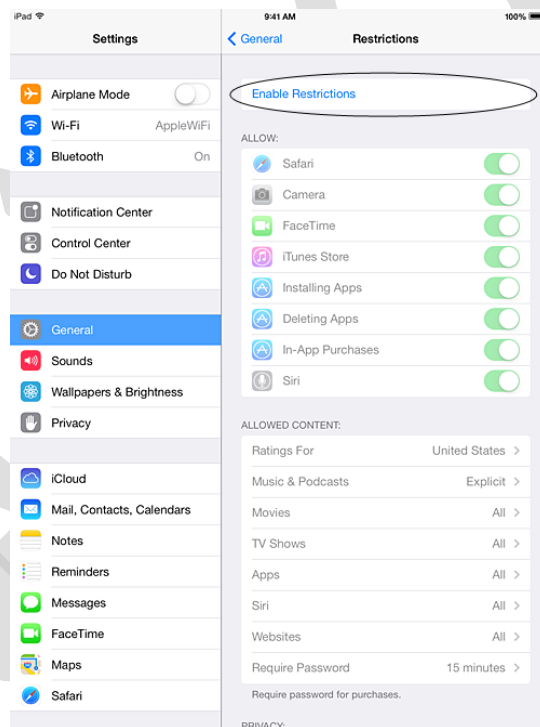 iPad 9:41 AM 100%
Settings
General Restrictions
Airplane Mode
Wi-Fi AppleWiFi
Bluetooth On
Notification Center
Control Center
Do Not Disturb
General
Sounds
Wallpapers & Brightness
Privacy
iCloud
Mail, Contacts, Calendars
Notes
Reminders
Messages
FaceTime
Maps
Safari
Enable Restrictions
ALLOW:
Safari
Camera
FaceTime
iTunes Store
Installing Apps
Deleting Apps
In-App Purchases
Siri
ALLOWED CONTENT:
Ratings For United States
Music & Podcasts Explicit
Movies All
TV Shows All
Apps All
Siri All
Websites All
Require Password 15 minutes
Require password for purchases.
PRIVACY: